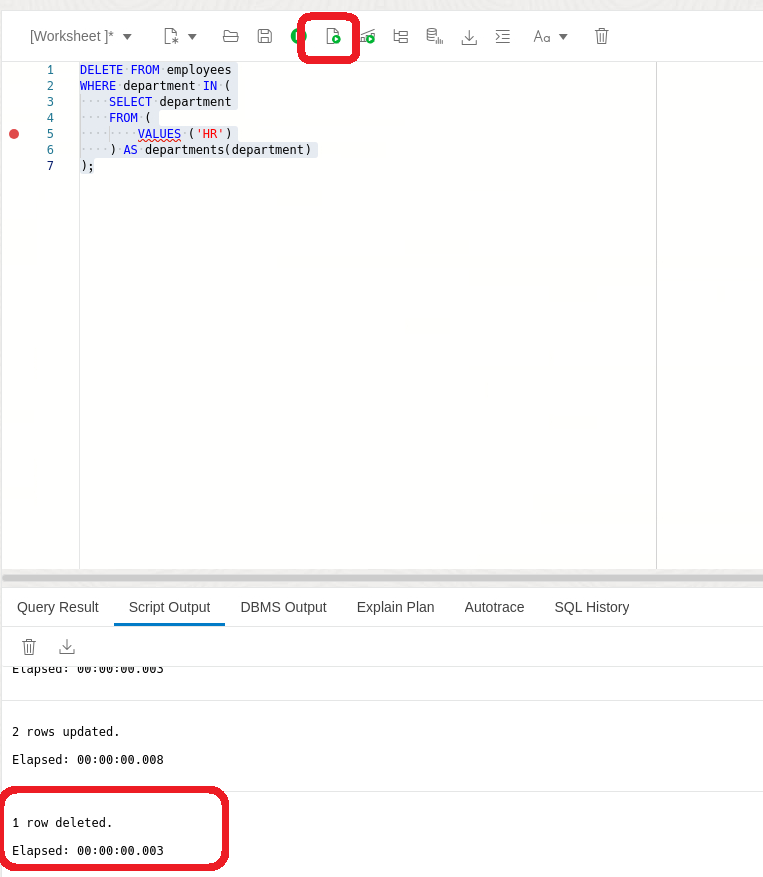 [Worksheet ]*
Aa
1 DELETE FROM employees
2 WHERE department IN (
3     SELECT department
4     FROM (
5         VALUES ('HR')
6     ) AS departments(department)
7 );
Query Result Script Output DBMS Output Explain Plan Autotrace SQL History
Elapsed: 00:00:00.003
2 rows updated.
Elapsed: 00:00:00.008
1 row deleted.
Elapsed: 00:00:00.003